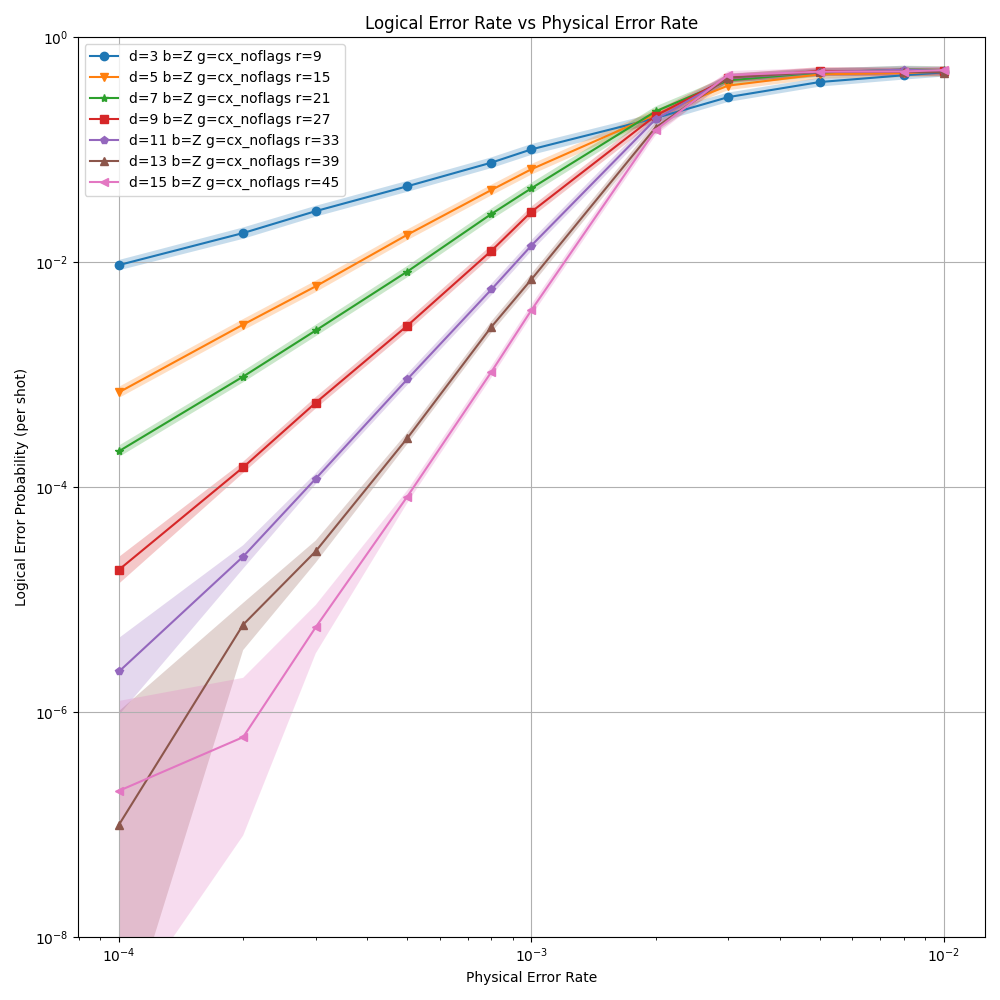 Logical Error Rate vs Physical Error Rate
10⁰
d=3 b=Z g=cx_noflags r=9
d=5 b=Z g=cx_noflags r=15
d=7 b=Z g=cx_noflags r=21
d=9 b=Z g=cx_noflags r=27
d=11 b=Z g=cx_noflags r=33
d=13 b=Z g=cx_noflags r=39
d=15 b=Z g=cx_noflags r=45
10⁻²
10⁻⁴
10⁻⁶
10⁻⁸
Logical Error Probability (per shot)
10⁻⁴ 10⁻³ 10⁻²
Physical Error Rate